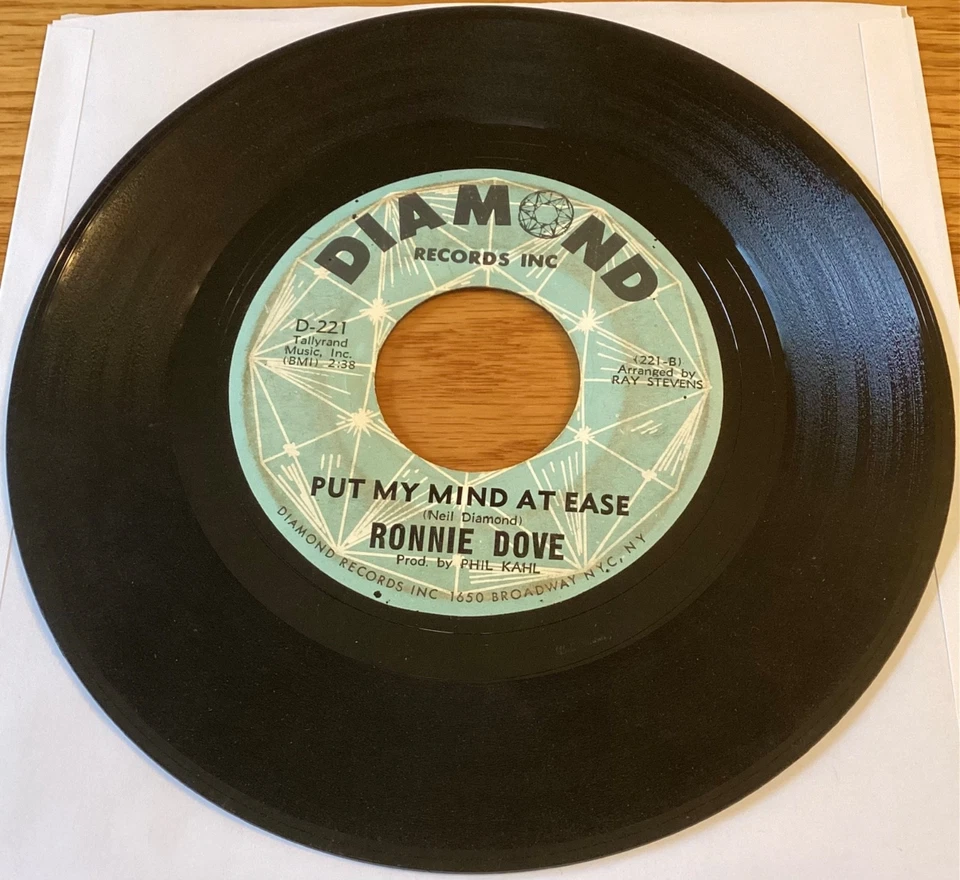 DIAMOND
RECORDS INC
D-221
Tallyrand
Music, Inc.
(BMI) 2:38
(221-B)
Arranged by
RAY STEVENS
PUT MY MIND AT EASE
(Neil Diamond)
RONNIE DOVE
Prod. by PHIL KAHL
DIAMOND RECORDS INC 1650 BROADWAY N.Y.C, NY